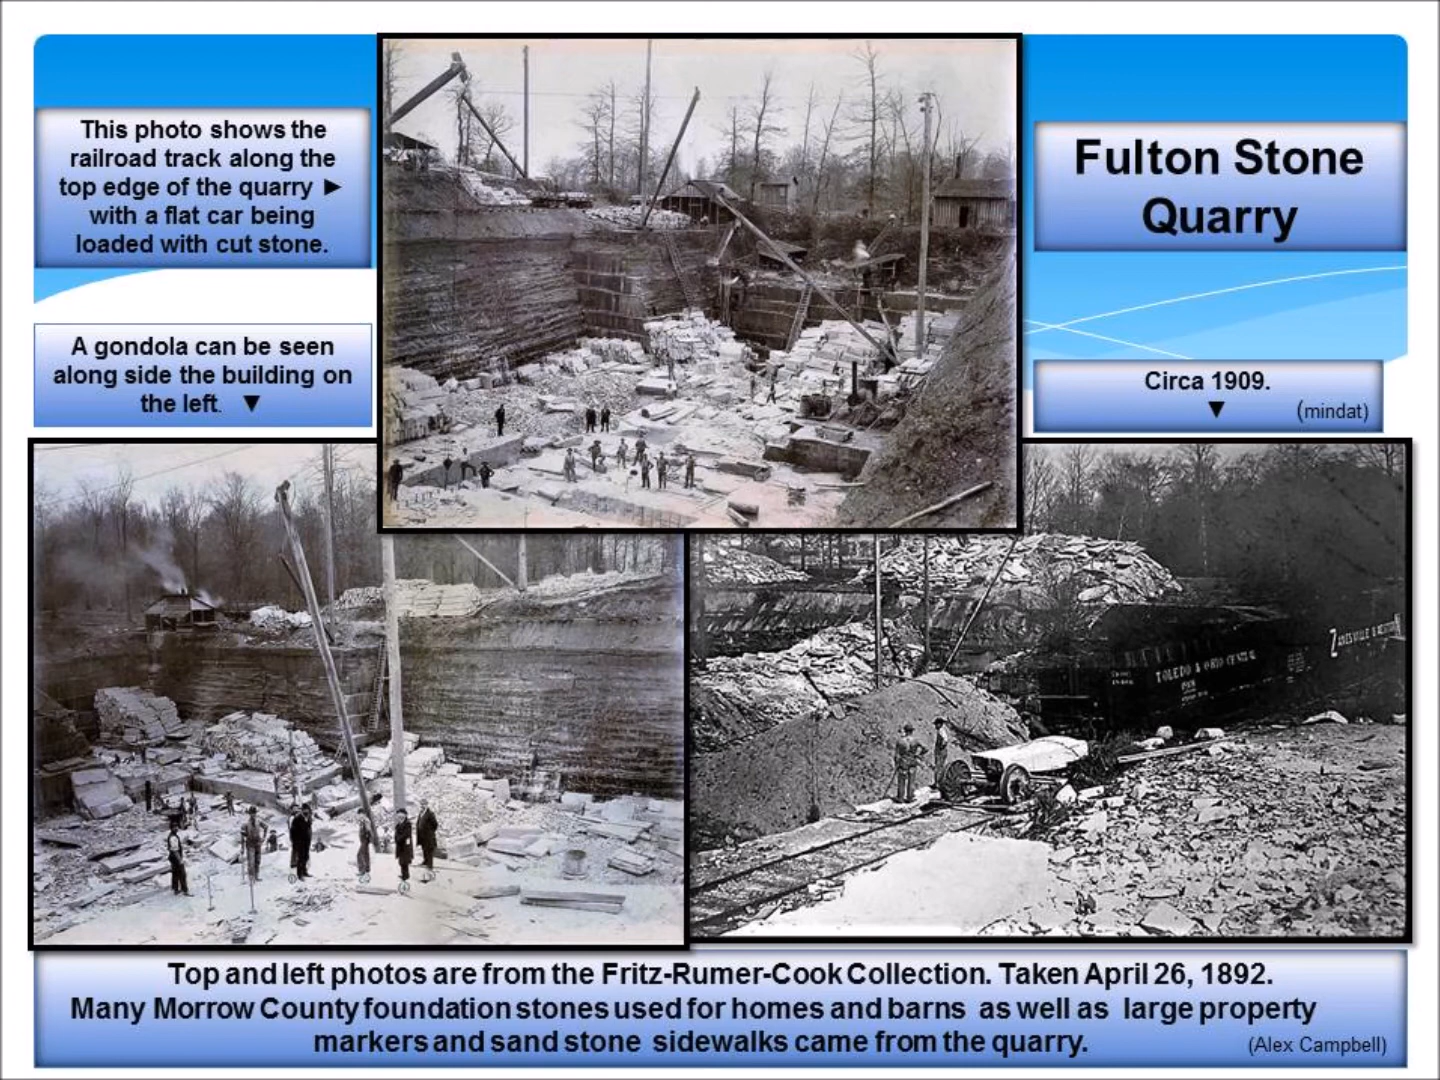 This photo shows the
railroad track along the
top edge of the quarry ►
with a flat car being
loaded with cut stone.
Fulton Stone
Quarry
A gondola can be seen
along side the building on
the left. ▼
Circa 1909.
▼ (mindat)
TOLEDO & OHIO CENTRAL
Top and left photos are from the Fritz-Rumer-Cook Collection. Taken April 26, 1892.
Many Morrow County foundation stones used for homes and barns as well as large property
markers and sand stone sidewalks came from the quarry.
(Alex Campbell)